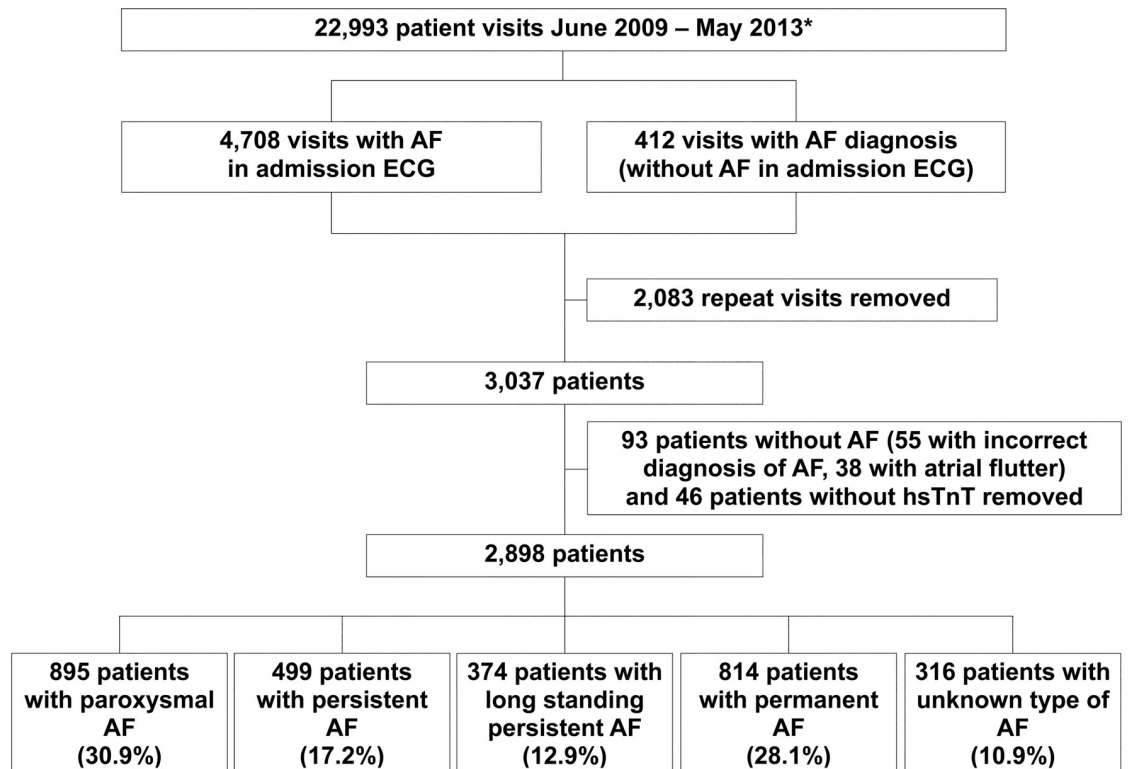 22,993 patient visits June 2009 – May 2013*
4,708 visits with AF
in admission ECG
412 visits with AF diagnosis
(without AF in admission ECG)
2,083 repeat visits removed
3,037 patients
93 patients without AF (55 with incorrect
diagnosis of AF, 38 with atrial flutter)
and 46 patients without hsTnT removed
2,898 patients
895 patients
with paroxysmal
AF
(30.9%)
499 patients
with persistent
AF
(17.2%)
374 patients with
long standing
persistent AF
(12.9%)
814 patients
with permanent
AF
(28.1%)
316 patients with
unknown type of
AF
(10.9%)